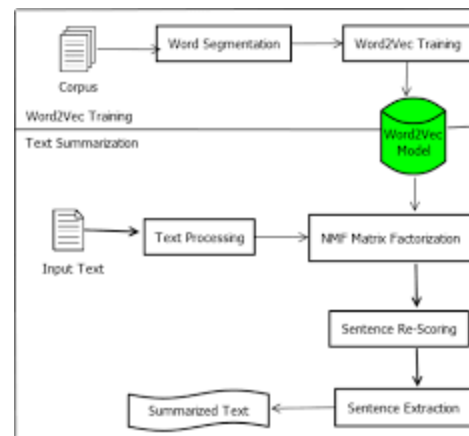 Word Segmentation
Word2Vec Training
Corpus
Word2Vec Training
Text Summarization
Word2Vec
Model
Text Processing
NMF Matrix Factorization
Input Text
Sentence Re-Scoring
Summarized Text
Sentence Extraction